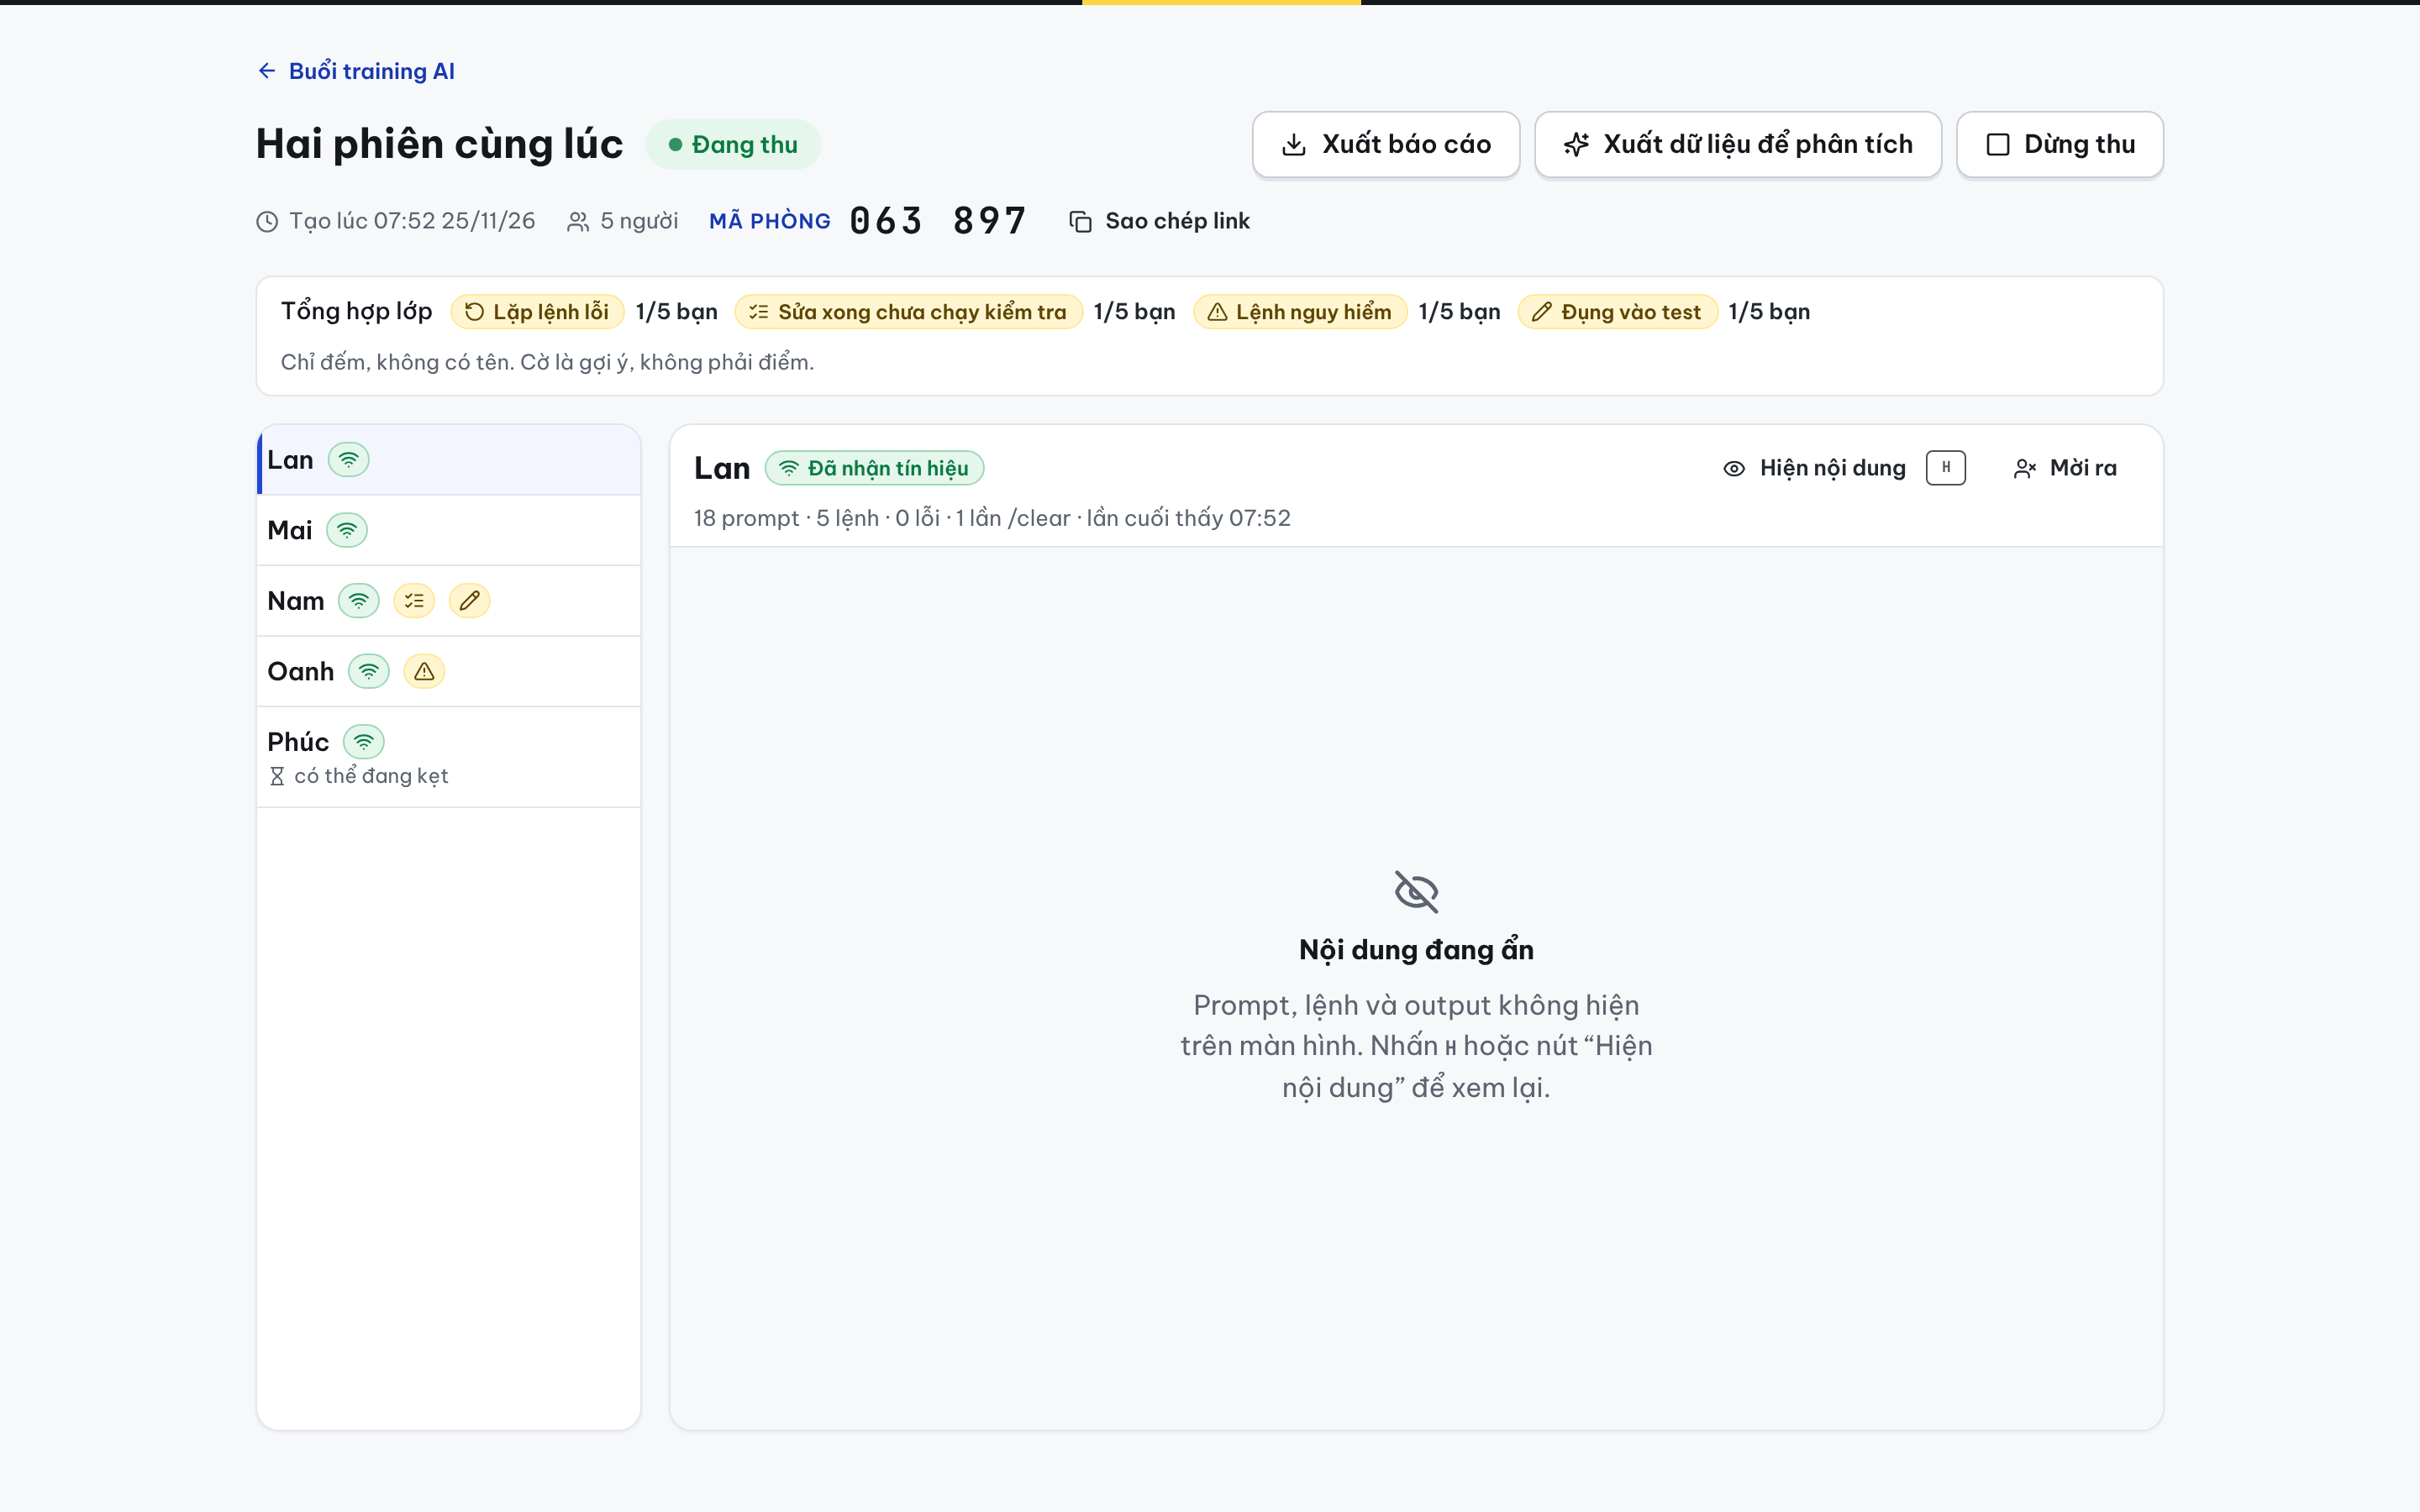 Buổi training AI
Hai phiên cùng lúc
Đang thu
Xuất báo cáo
Xuất dữ liệu để phân tích
Dừng thu
Tạo lúc 07:52 25/11/26
5 người
MÃ PHÒNG
063 897
Sao chép link
Tổng hợp lớp
Lặp lệnh lỗi
1/5 bạn
Sửa xong chưa chạy kiểm tra
1/5 bạn
Lệnh nguy hiểm
1/5 bạn
Đụng vào test
1/5 bạn
Chỉ đếm, không có tên. Cờ là gợi ý, không phải điểm.
Lan
Mai
Nam
Oanh
Phúc
có thể đang kẹt
Lan
Đã nhận tín hiệu
Hiện nội dung
H
Mời ra
18 prompt · 5 lệnh · 0 lỗi · 1 lần /clear · lần cuối thấy 07:52
Nội dung đang ẩn
Prompt, lệnh và output không hiện
trên màn hình. Nhấn H hoặc nút “Hiện
nội dung” để xem lại.